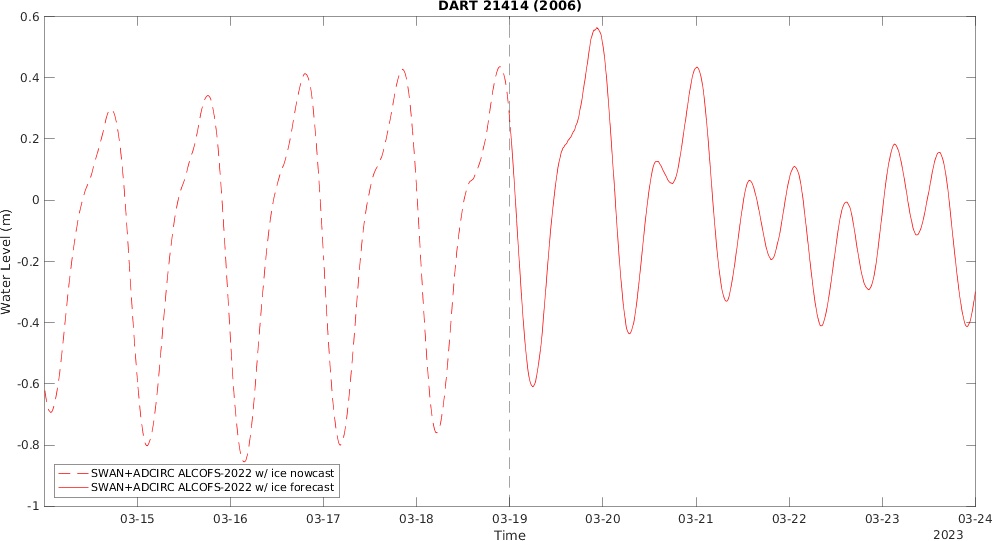 DART 21414 (2006)
0.6
0.4
0.2
0
-0.2
-0.4
-0.6
-0.8
-1
Water Level (m)
SWAN+ADCIRC ALCOFS-2022 w/ ice nowcast
SWAN+ADCIRC ALCOFS-2022 w/ ice forecast
03-15 03-16 03-17 03-18 03-19 03-20 03-21 03-22 03-23 03-24
Time
2023